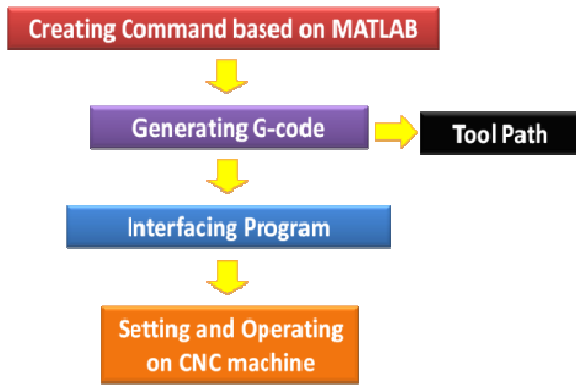 Creating Command based on MATLAB
Generating G-code
Tool Path
Interfacing Program
Setting and Operating
on CNC machine